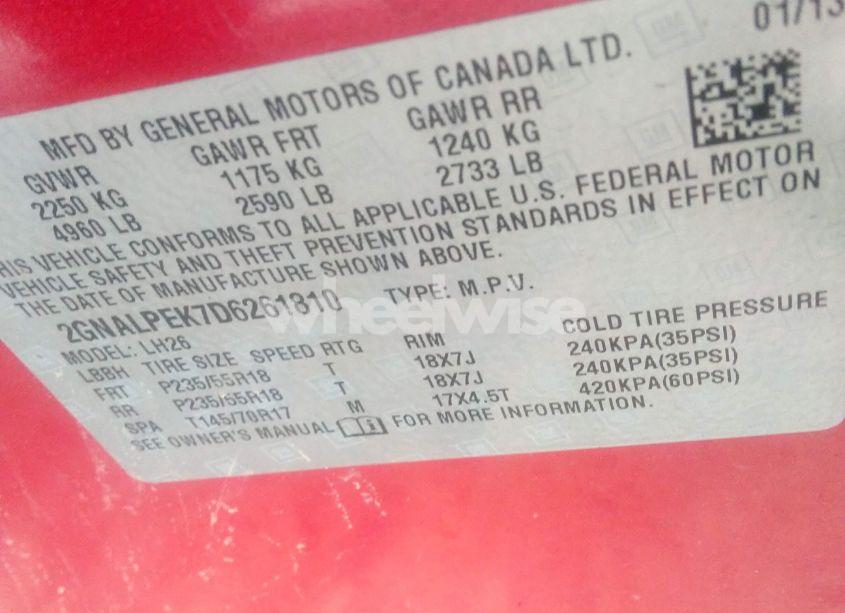 01/13
MFD BY GENERAL MOTORS OF CANADA LTD.
GVWR GAWR FRT GAWR RR
2250 KG 1175 KG 1240 KG
4960 LB 2590 LB 2733 LB
HIS VEHICLE CONFORMS TO ALL APPLICABLE U.S. FEDERAL MOTOR
VEHICLE SAFETY AND THEFT PREVENTION STANDARDS IN EFFECT ON
THE DATE OF MANUFACTURE SHOWN ABOVE.
2GNALPEK7D6261310 TYPE: M.P.V.
MODEL: LH26
LBBH TIRE SIZE SPEED RTG RIM COLD TIRE PRESSURE
FRT P235/55R18 T 18X7J 240KPA(35PSI)
RR P235/55R18 T 18X7J 240KPA(35PSI)
SPA T145/70R17 M 17X4.5T 420KPA(60PSI)
SEE OWNER'S MANUAL FOR MORE INFORMATION.
wheelwise